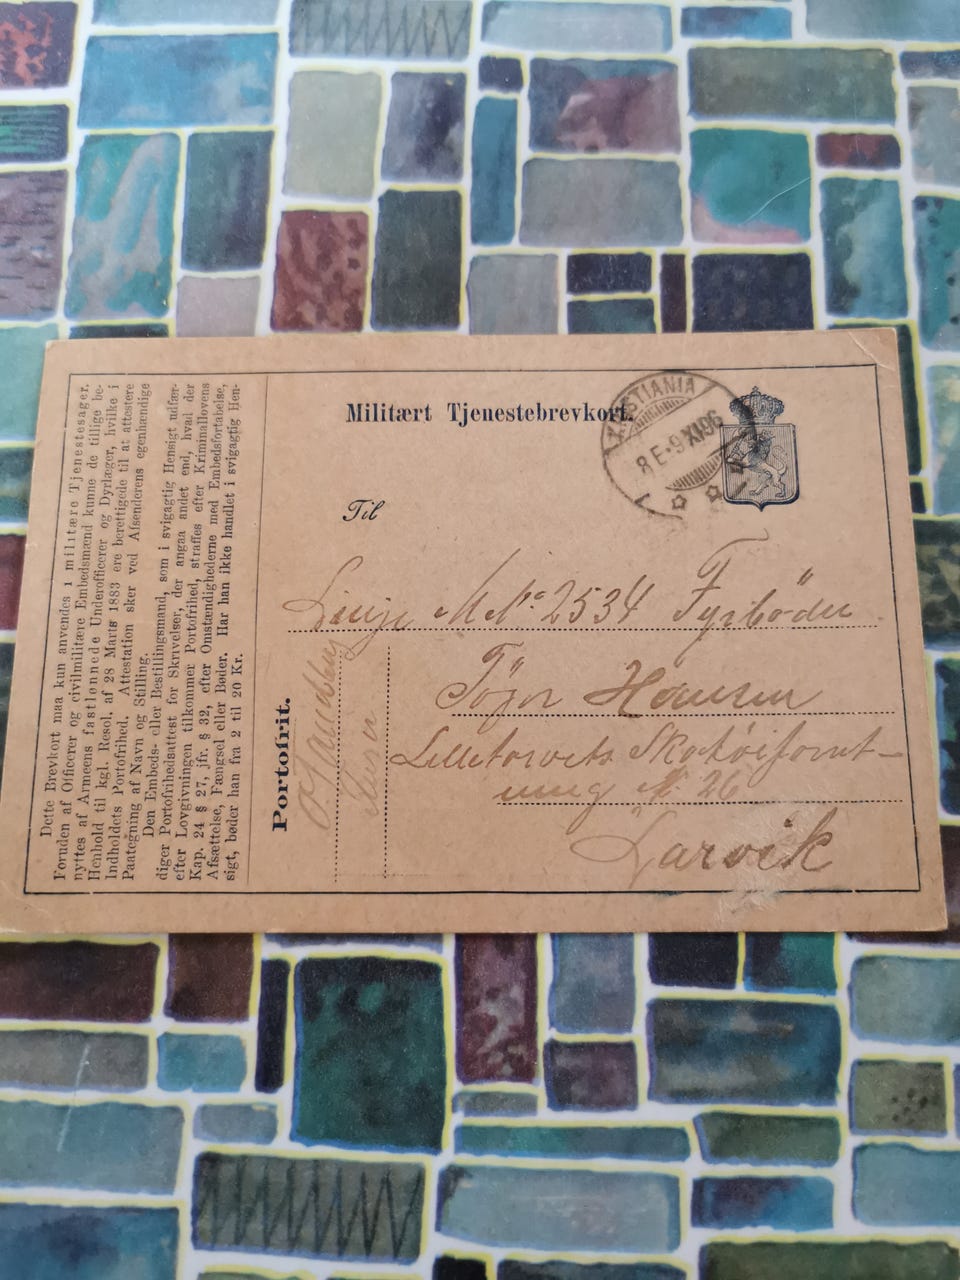 Militært Tjenestebrevkort.
KRISTIANIA
8 E • 9 XI 96
Til
Linje No 2534 Fyrböder
Hansen
Lilletorvets Skotöiforret-
ning № 26
Larvik
Portofrit.
Dette Brevkort maa kun anvendes i militære Tjenestesager.
Foruden af Officerer og civilmilitære Embedsmænd kunne de tillige be-
nyttes af Armeens fastlønnede Underofficerer og Dyrlæger, hvilke i
Henhold til kgl. Resol. af 28 Marts 1883 ere berettigede til at attestere
Indholdets Portofrihed. Attestation sker ved Afsenderens egenhændige
Paategning af Navn og Stilling.
Den Embeds- eller Bestillingsmand, som i svigagtig Hensigt udfær-
diger Portofrihedsattest for Skrivelser, der angaa andet end, hvad der
efter Lovgivningen tilkommer Portofrihed, straffes efter Kriminallovens
Kap. 24 § 27, jfr. § 32, efter Omstændighederne med Embedsfortabelse,
Afsættelse, Fængsel eller Bøder. Har han ikke handlet i svigagtig Hen-
sigt, bøder han fra 2 til 20 Kr.